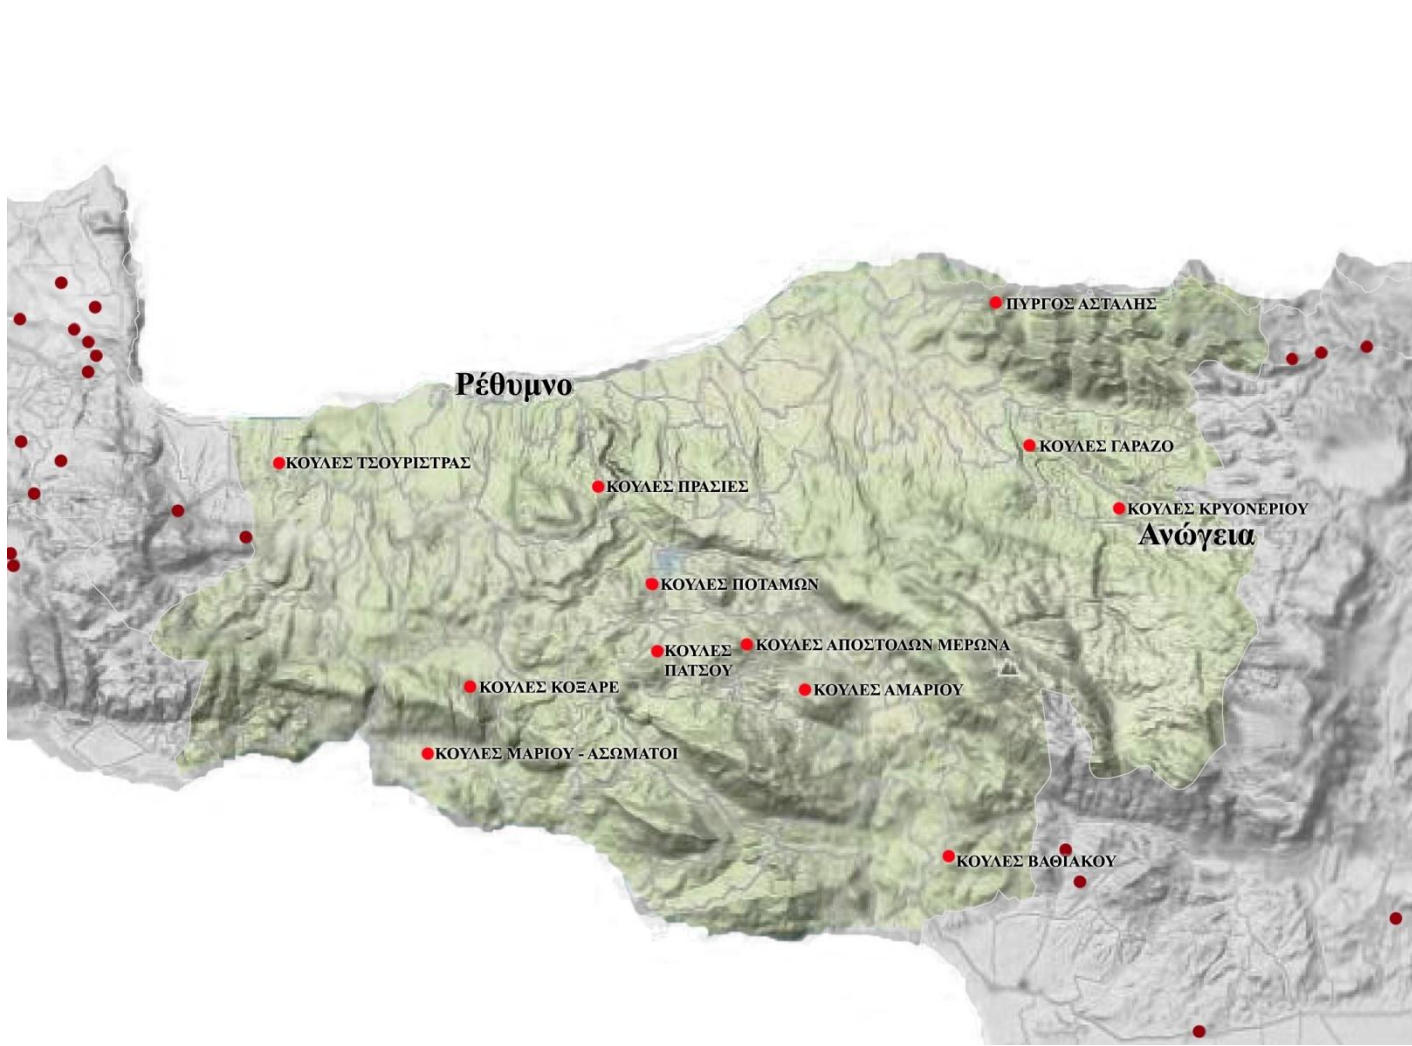 ΠΥΡΓΟΣ ΑΣΤΑΛΗΣ
Ρέθυμνο
ΚΟΥΛΕΣ ΓΑΡΑΖΟ
ΚΟΥΛΕΣ ΤΣΟΥΡΙΣΤΡΑΣ
ΚΟΥΛΕΣ ΠΡΑΣΙΕΣ
ΚΟΥΛΕΣ ΚΡΥΟΝΕΡΙΟΥ
Ανώγεια
ΚΟΥΛΕΣ ΠΟΤΑΜΩΝ
ΚΟΥΛΕΣ ΑΠΟΣΤΟΛΩΝ ΜΕΡΩΝΑ
ΚΟΥΛΕΣ
ΠΑΤΣΟΥ
ΚΟΥΛΕΣ ΚΟΞΑΡΕ
ΚΟΥΛΕΣ ΑΜΑΡΙΟΥ
ΚΟΥΛΕΣ ΜΑΡΙΟΥ - ΑΣΩΜΑΤΟΙ
ΚΟΥΛΕΣ ΒΑΘΙΑΚΟΥ